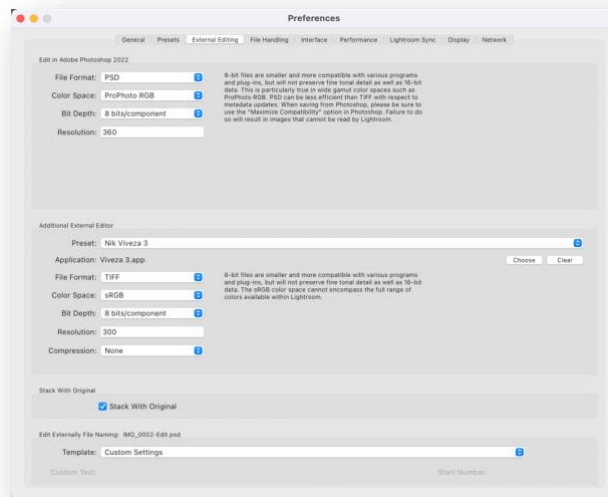 Preferences
General Presets External Editing File Handling Interface Performance Lightroom Sync Display Network
Edit in Adobe Photoshop 2022
File Format: PSD
Color Space: ProPhoto RGB
Bit Depth: 8 bits/component
Resolution: 360
8-bit files are smaller and more compatible with various programs
and plug-ins, but will not preserve fine tonal detail as well as 16-bit
data. This is particularly true in wide gamut color spaces such as
ProPhoto RGB. PSD can be less efficient than TIFF with respect to
metadata updates. When saving from Photoshop, please be sure to
use the "Maximize Compatibility" option in Photoshop. Failure to do
so will result in images that cannot be read by Lightroom.
Additional External Editor
Preset: Nik Viveza 3
Application: Viveza 3.app
Choose Clear
File Format: TIFF
Color Space: sRGB
Bit Depth: 8 bits/component
Resolution: 300
Compression: None
8-bit files are smaller and more compatible with various programs
and plug-ins, but will not preserve fine tonal detail as well as 16-bit
data. The sRGB color space cannot encompass the full range of
colors available within Lightroom.
Stack With Original
Stack With Original
Edit Externally File Naming: IMG_0002-Edit.psd
Template: Custom Settings
Custom Text:
Start Number: